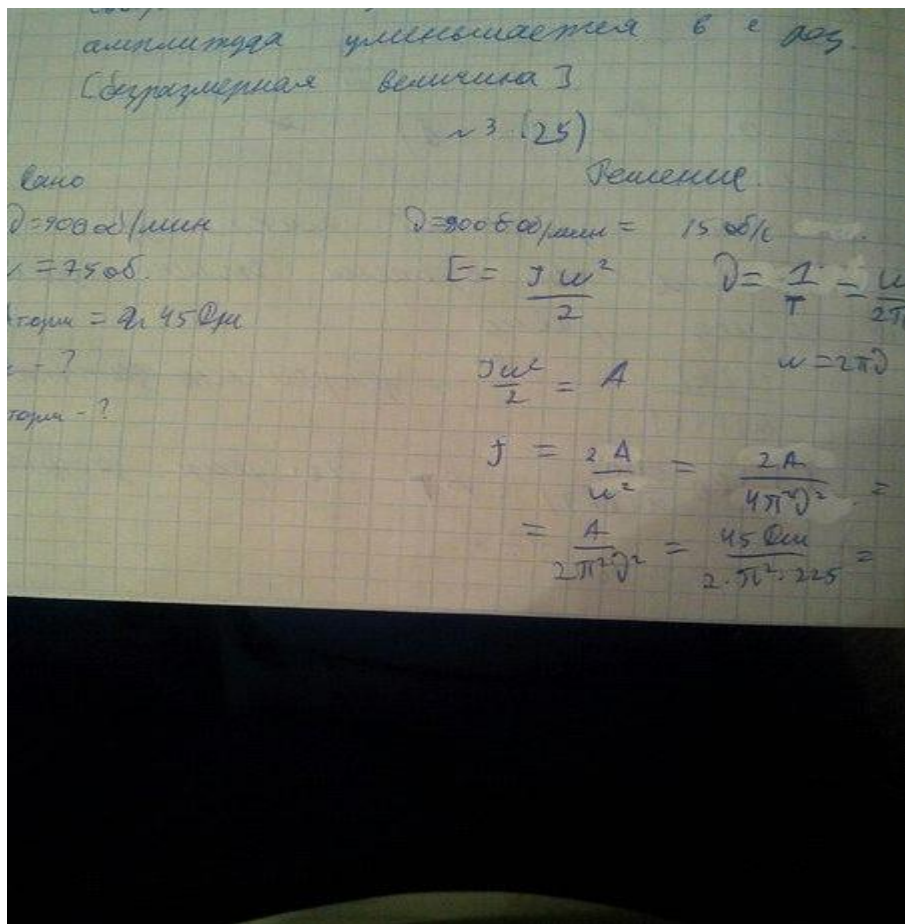 амплитуда уменьшается в e раз.
[безразмерная величина]
~3 (25)
Дано
Решение.
ν=900 об/мин
ν=900 об/мин = 15 об/с
n = 75 об.
E = Jω²/2
ν = 1/T = ω/2π
Aторм = 45 Дж
ω = 2πν
- ?
Jω²/2 = A
торм - ?
J = 2A/ω² = 2A/4π²ν² =
= A/2π²ν² = 45 Дж/2·π²·225 =